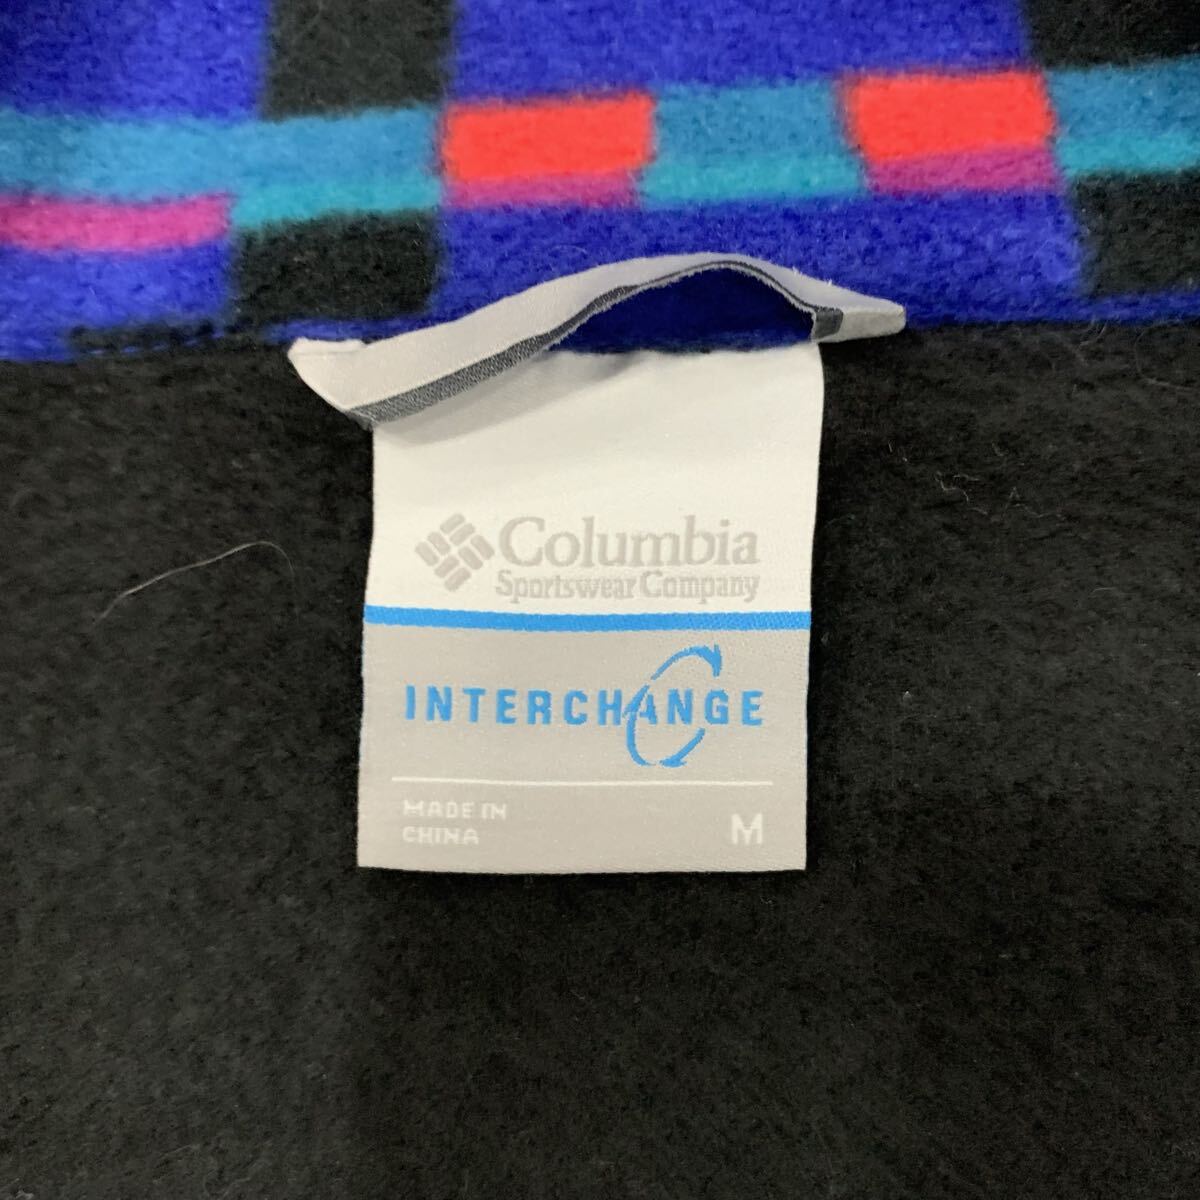 Columbia
Sportswear Company
INTERCHANGE
MADE IN
CHINA
M